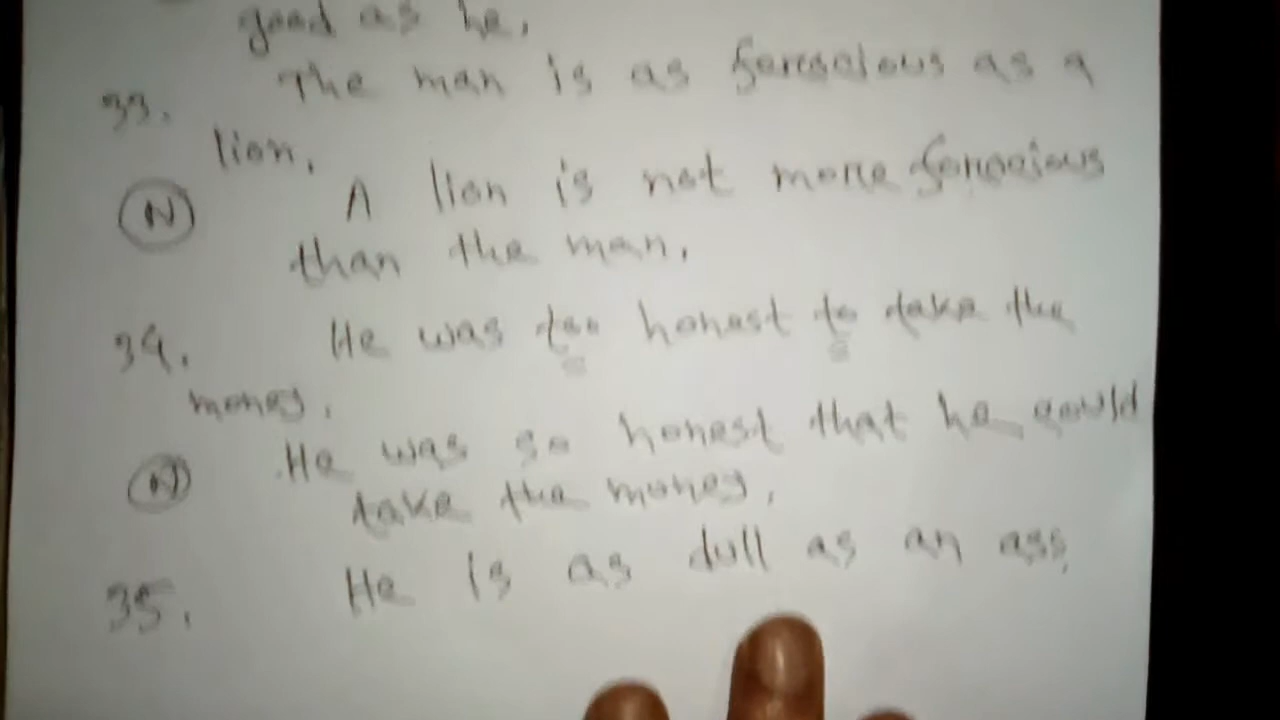 good as he.
33. The man is as ferocious as a
lion.
(N) A lion is not more ferocious
than the man.
34. He was too honest to take the
money.
(N) He was so honest that he could
take the money.
35. He is as dull as an ass.